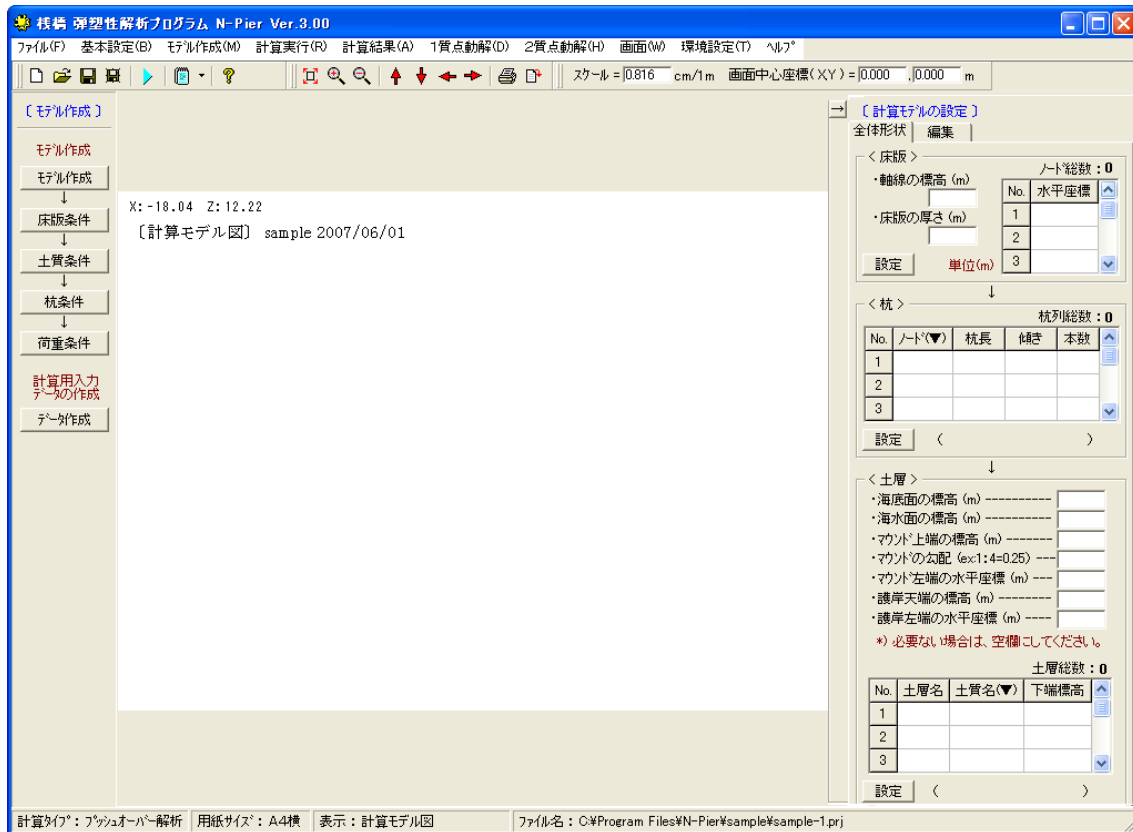 桟橋 弾塑性解析プログラム N-Pier Ver.3.00
ファイル(F) 基本設定(B) モデル作成(M) 計算実行(R) 計算結果(A) 1質点動解(D) 2質点動解(H) 画面(W) 環境設定(T) ヘルプ
スケール=0.816 cm/1m 画面中心座標(XY)=0.000 ,0.000 m
〔モデル作成〕
モデル作成
モデル作成
↓
床版条件
↓
土質条件
↓
杭条件
↓
荷重条件
計算用入力
データの作成
データ作成
X:-18.04 Z:12.22
〔計算モデル図〕 sample 2007/06/01
→
〔計算モデルの設定〕
全体形状 編集
<床版>
ノード総数:0
・軸線の標高(m)
・床版の厚さ(m)
No. 水平座標
1
2
3
設定 単位(m)
↓
<杭>
杭列総数:0
No. ノード(▼) 杭長 傾き 本数
1
2
3
設定 ( )
↓
<土層>
・海底面の標高(m)----------
・海水面の標高(m)----------
・マウンド上端の標高(m)-------
・マウンドの勾配(ex:1:4=0.25)---
・マウンド左端の水平座標(m)---
・護岸天端の標高(m)--------
・護岸左端の水平座標(m)----
*)必要ない場合は、空欄にしてください。
土層総数:0
No. 土層名 土質名(▼) 下端標高
1
2
3
設定 ( )
計算タイプ:プッシュオーバー解析 用紙サイズ:A4横 表示:計算モデル図 ファイル名:C:¥Program Files¥N-Pier¥sample¥sample-1.prj